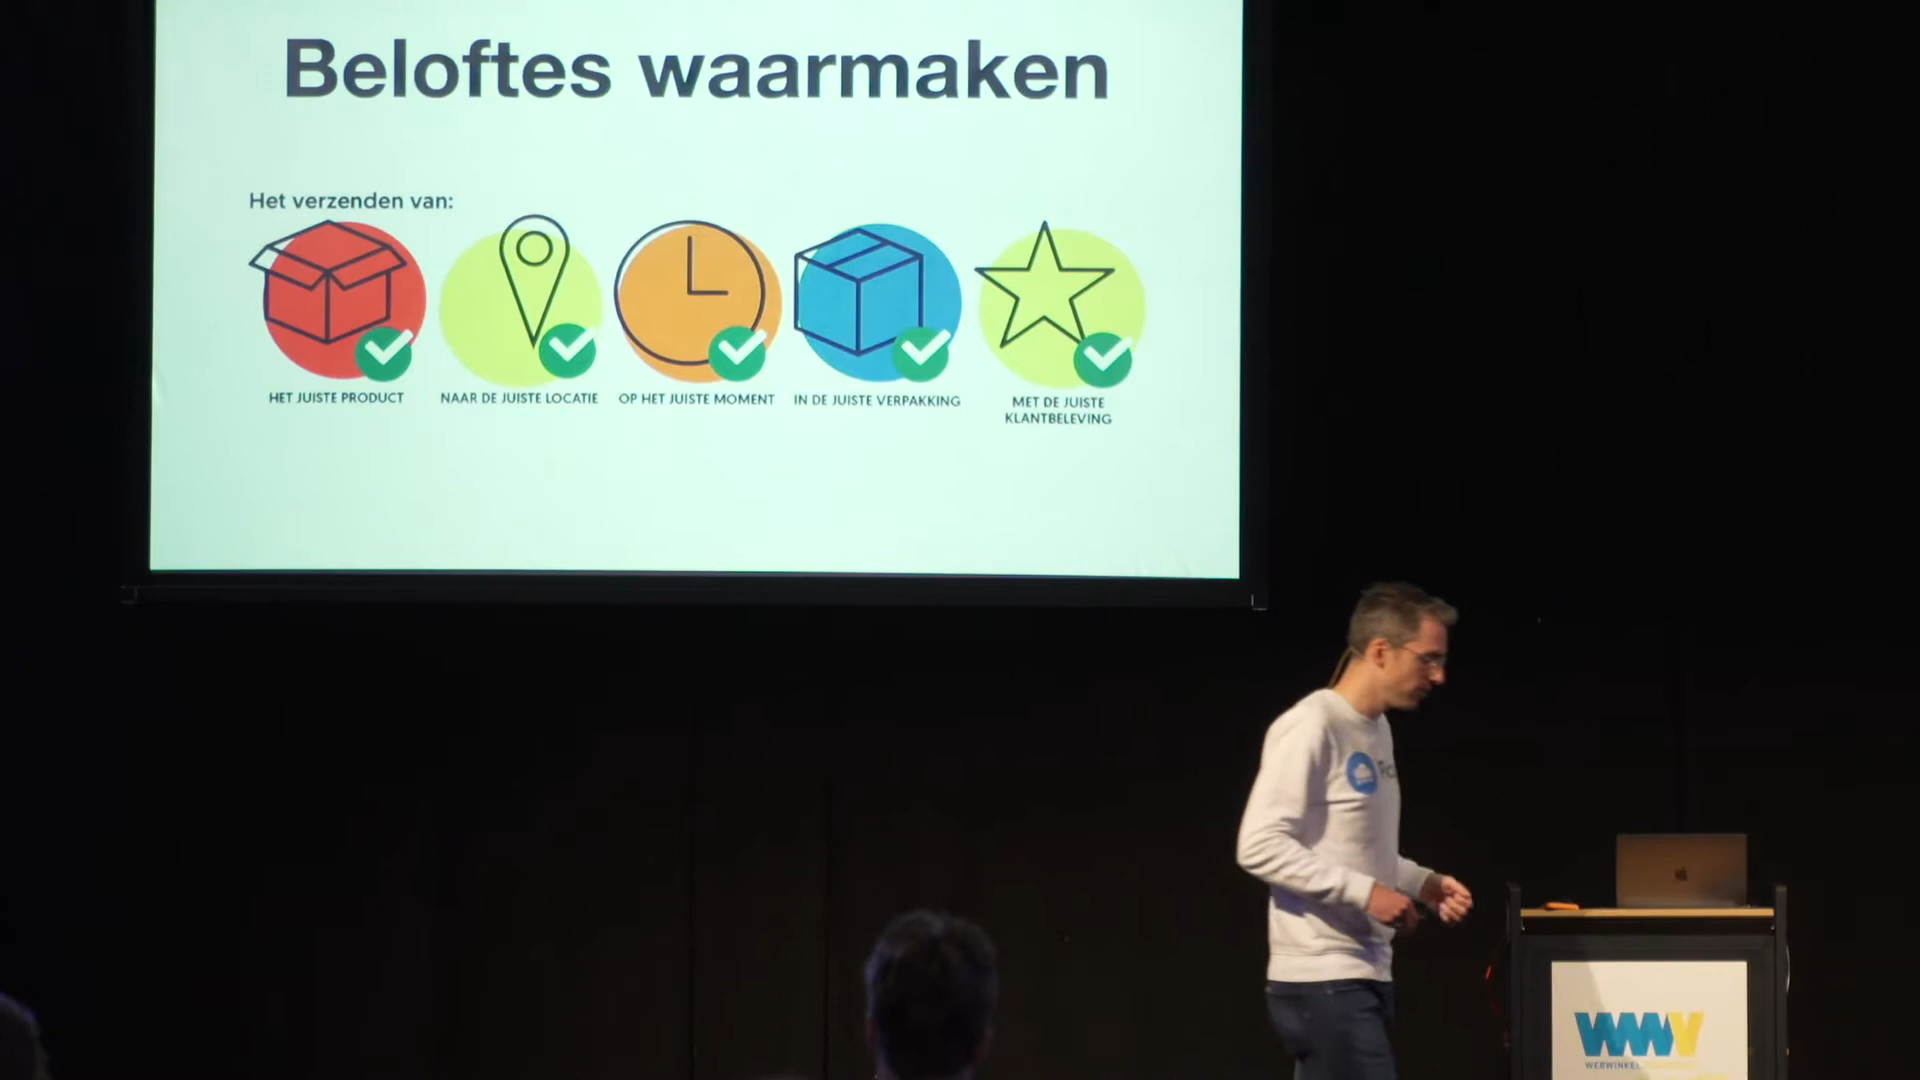 Beloftes waarmaken
Het verzenden van:
HET JUISTE PRODUCT
NAAR DE JUISTE LOCATIE
OP HET JUISTE MOMENT
IN DE JUISTE VERPAKKING
MET DE JUISTE
KLANTBELEVING
WWV